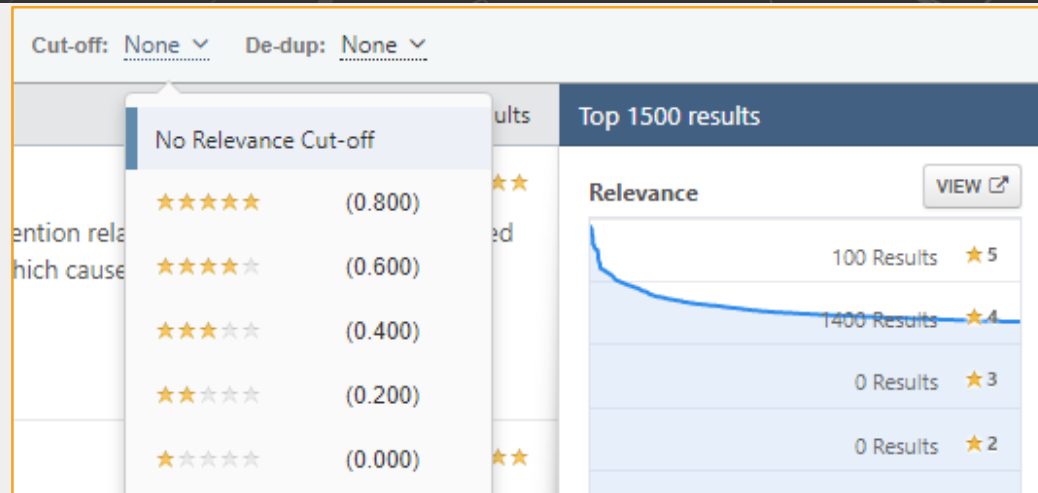 Cut-off: None De-dup: None
ults
Top 1500 results
No Relevance Cut-off
(0.800)
(0.600)
(0.400)
(0.200)
(0.000)
ention rela
ed
hich cause
Relevance
VIEW
100 Results 5
1400 Results 4
0 Results 3
0 Results 2